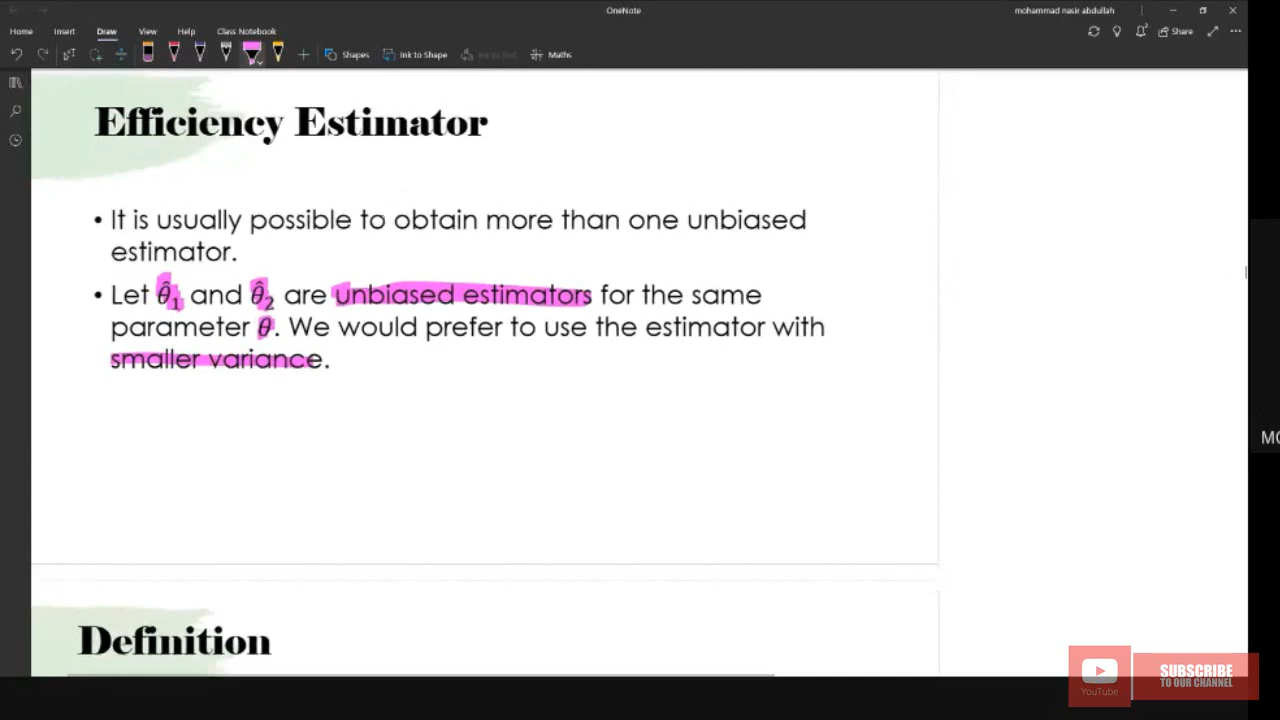 OneNote
mohammad nasir abdullah
Home Insert Draw View Help Class Notebook
Share
Shapes Ink to Shape Ink to Text Maths
Efficiency Estimator
• It is usually possible to obtain more than one unbiased
estimator.
• Let θ̂₁ and θ̂₂ are unbiased estimators for the same
parameter θ. We would prefer to use the estimator with
smaller variance.
Definition
MO
SUBSCRIBE
TO OUR CHANNEL
YouTube